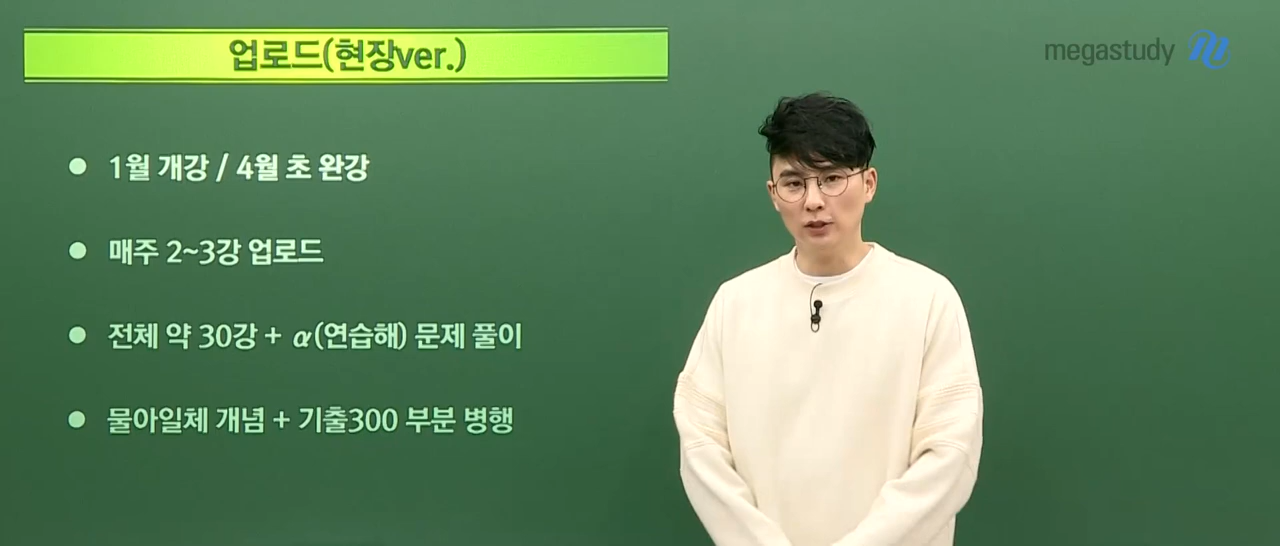 업로드(현장ver.)
megastudy
● 1월 개강 / 4월 초 완강
● 매주 2~3강 업로드
● 전체 약 30강 + α(연습해) 문제 풀이
● 물아일체 개념 + 기출300 부분 병행